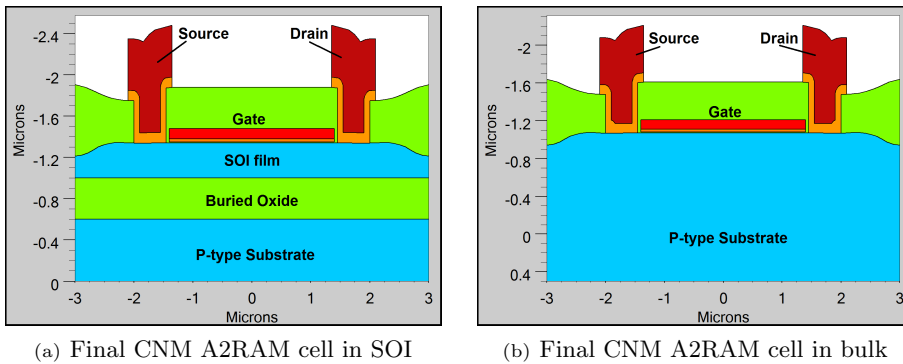 Source
Drain
Gate
SOI film
Buried Oxide
P-type Substrate
Microns
-2.4
-2
-1.6
-1.2
-0.8
-0.4
0
-3
-2
-1
0
1
2
3
Microns
(a) Final CNM A2RAM cell in SOI
Source
Drain
Gate
P-type Substrate
Microns
-2
-1.6
-1.2
-0.8
-0.4
0
0.4
-3
-2
-1
0
1
2
3
Microns
(b) Final CNM A2RAM cell in bulk